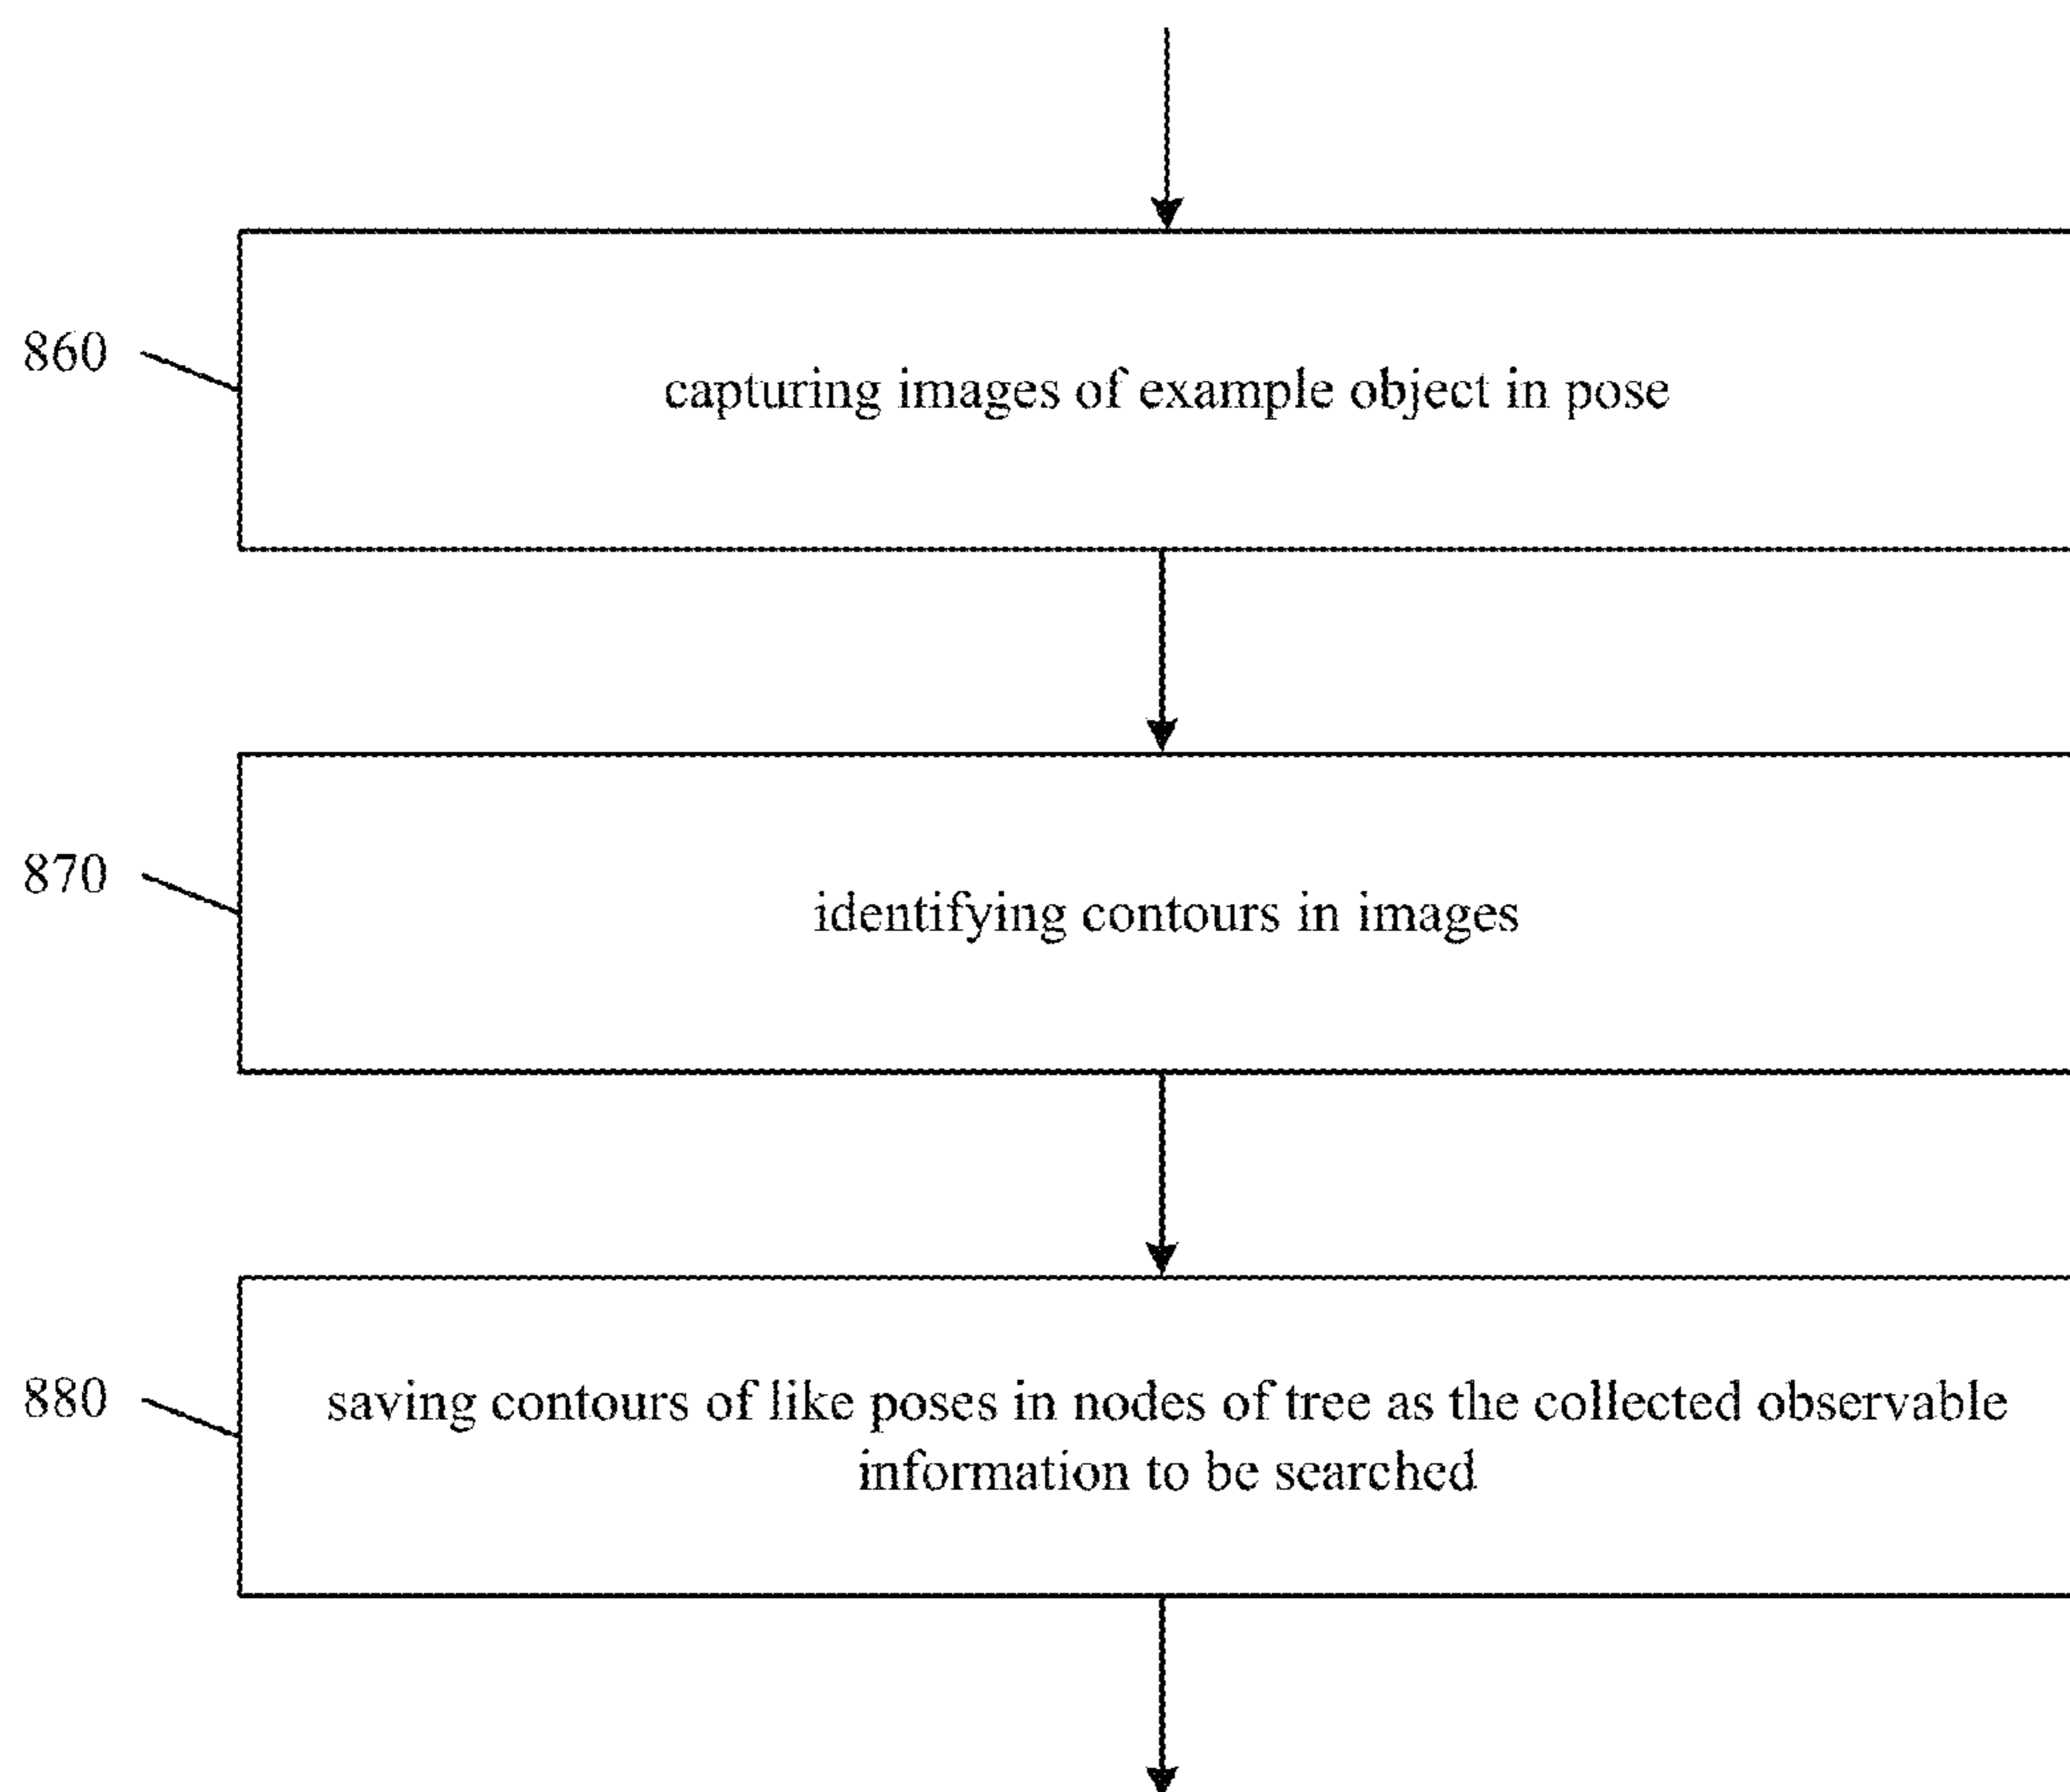 860
capturing images of example object in pose
870
identifying contours in images
880
saving contours of like poses in nodes of tree as the collected observable
information to be searched